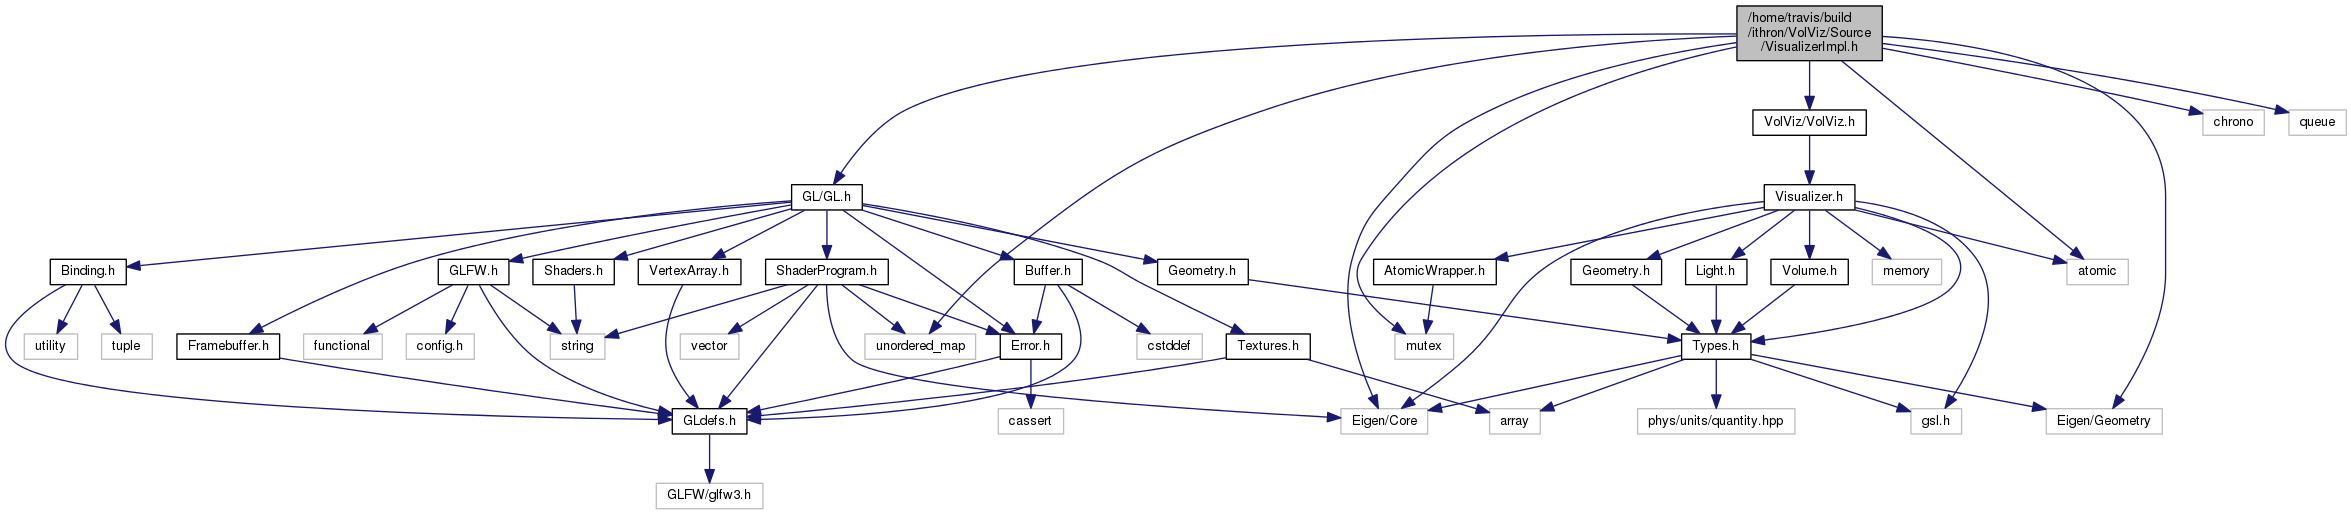 /home/travis/build
/ithron/VolViz/Source
/VisualizerImpl.h
VolViz/VolViz.h
chrono
queue
GL/GL.h
Visualizer.h
Binding.h
GLFW.h
Shaders.h
VertexArray.h
ShaderProgram.h
Buffer.h
Geometry.h
AtomicWrapper.h
Geometry.h
Light.h
Volume.h
memory
atomic
utility
tuple
Framebuffer.h
functional
config.h
string
vector
unordered_map
Error.h
cstddef
Textures.h
mutex
Types.h
GLdefs.h
cassert
Eigen/Core
array
phys/units/quantity.hpp
gsl.h
Eigen/Geometry
GLFW/glfw3.h